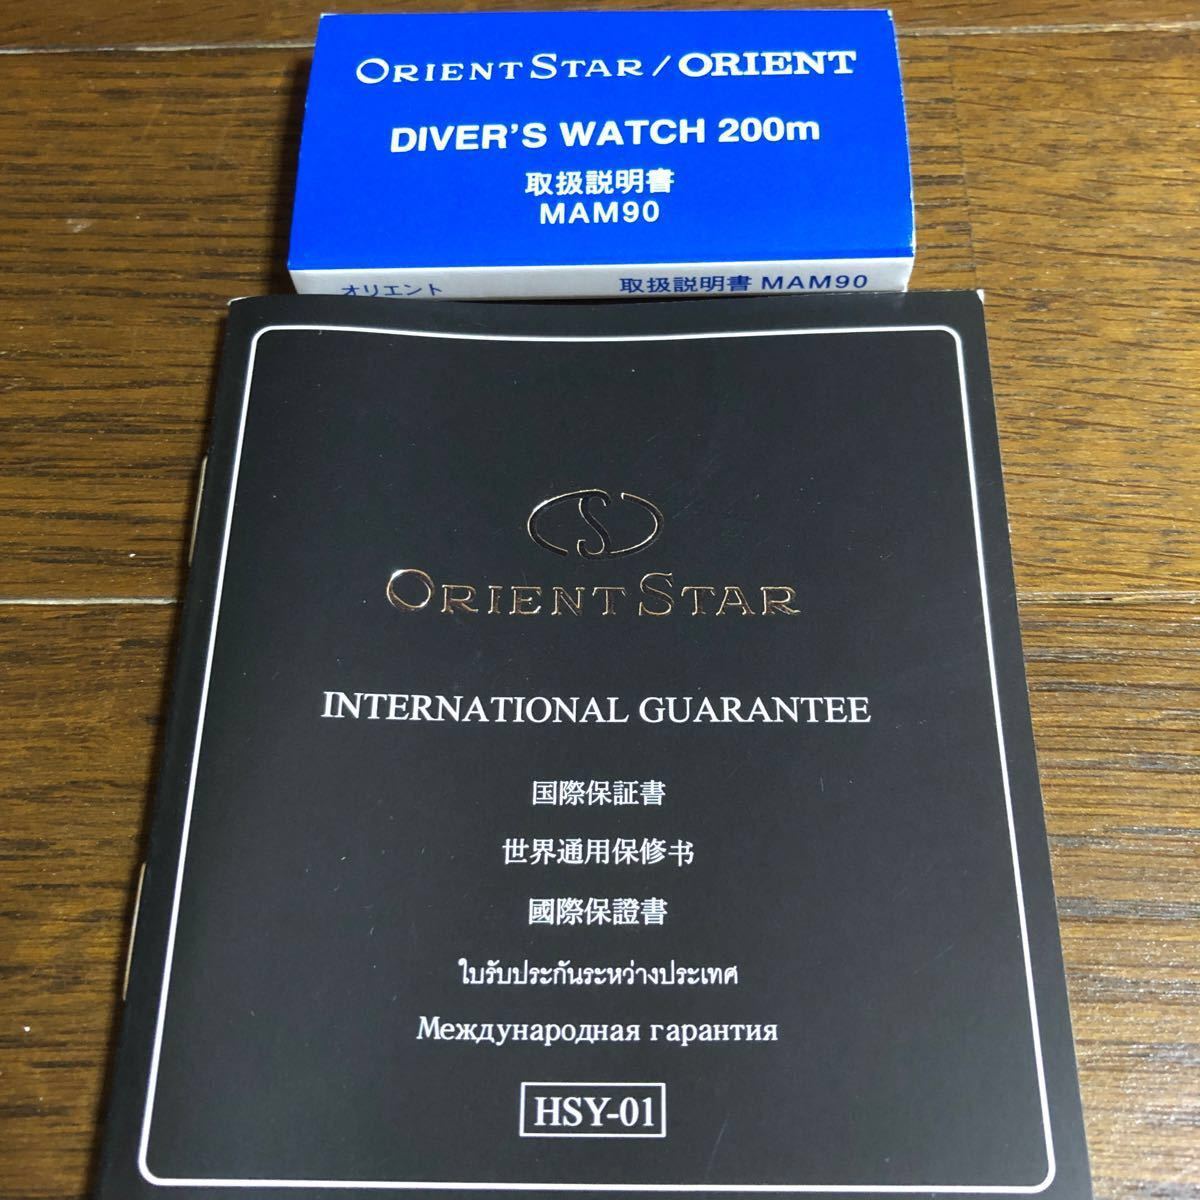 ORIENT STAR / ORIENT
DIVER'S WATCH 200m
取扱説明書
MAM90
オリエント 取扱説明書 MAM90
S
ORIENT STAR
INTERNATIONAL GUARANTEE
国際保証書
世界通用保修书
國際保證書
ใบรับประกันระหว่างประเทศ
Международная гарантия
HSY-01